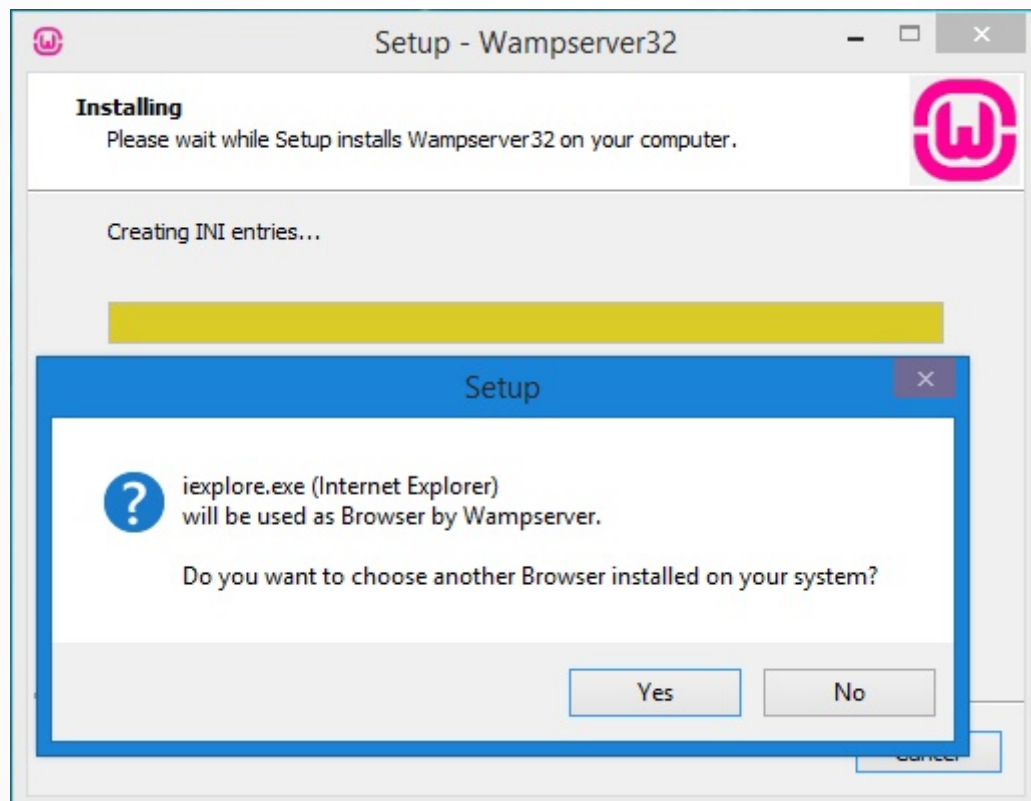 Setup - Wampserver32
Installing
Please wait while Setup installs Wampserver32 on your computer.
Creating INI entries...
Setup
iexplore.exe (Internet Explorer)
will be used as Browser by Wampserver.
Do you want to choose another Browser installed on your system?
Yes No
Cancel